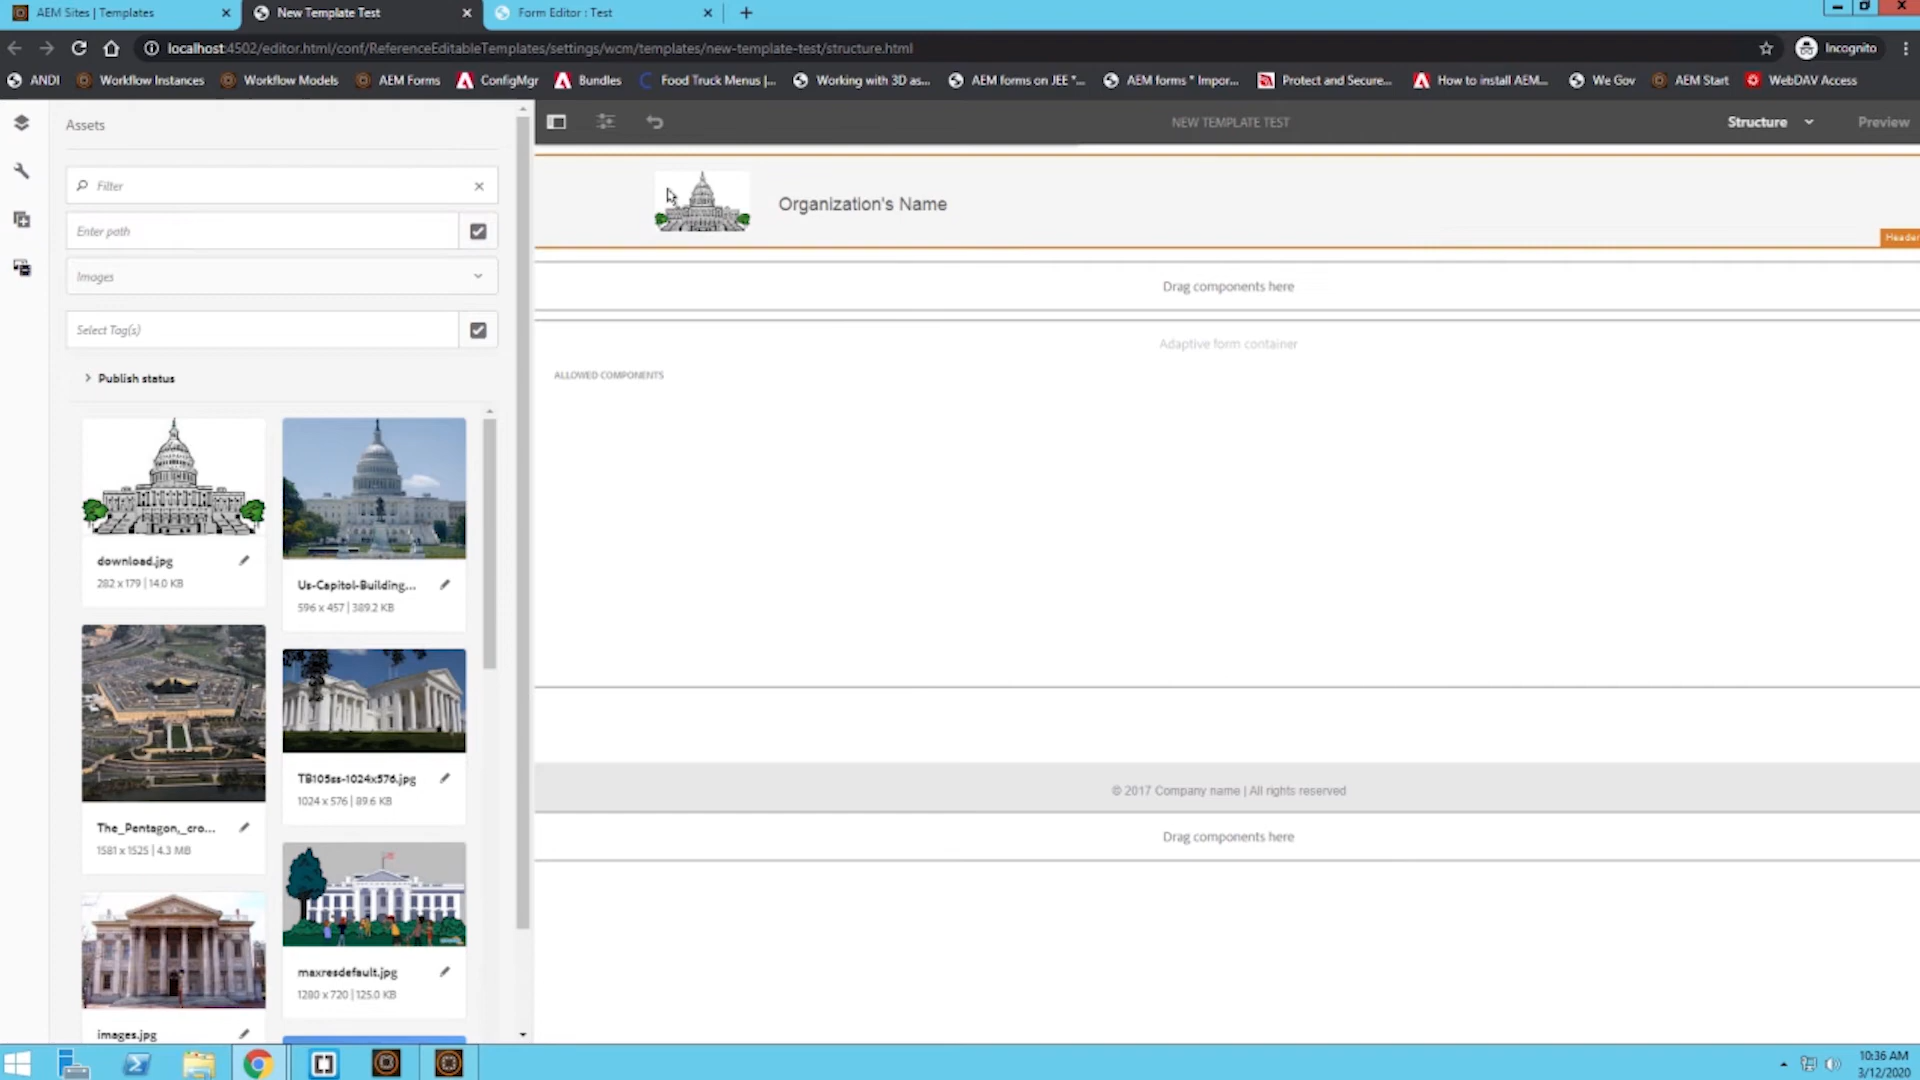 AEM Sites | Templates
New Template Test
Form Editor : Test
localhost:4502/editor.html/conf/ReferenceEditableTemplates/settings/wcm/templates/new-template-test/structure.html
Incognito
ANDI
Workflow Instances
Workflow Models
AEM Forms
ConfigMgr
Bundles
Food Truck Menus |...
Working with 3D as...
AEM forms on JEE "...
AEM forms * Impor...
Protect and Secure...
How to install AEM...
We Gov
AEM Start
WebDAV Access
Assets
NEW TEMPLATE TEST
Structure
Preview
Filter
Enter path
Images
Select Tag(s)
Publish status
Organization's Name
Header
Drag components here
Adaptive form container
ALLOWED COMPONENTS
download.jpg
282 x 179 | 14.0 KB
Us-Capitol-Building...
596 x 457 | 389.2 KB
The_Pentagon,_cro...
1581 x 1525 | 4.3 MB
TB105ss-1024x576.jpg
1024 x 576 | 89.6 KB
maxresdefault.jpg
1280 x 720 | 125.0 KB
images.jpg
© 2017 Company name | All rights reserved
Drag components here
10:36 AM
3/12/2020